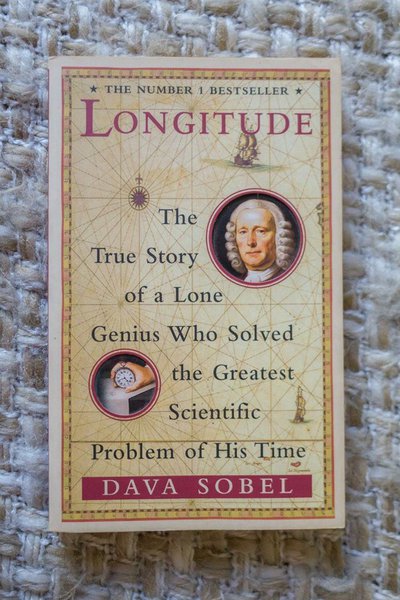 ★ THE NUMBER 1 BESTSELLER ★
LONGITUDE
The
True Story
of a Lone
Genius Who Solved
the Greatest
Scientific
Problem of His Time
DAVA SOBEL